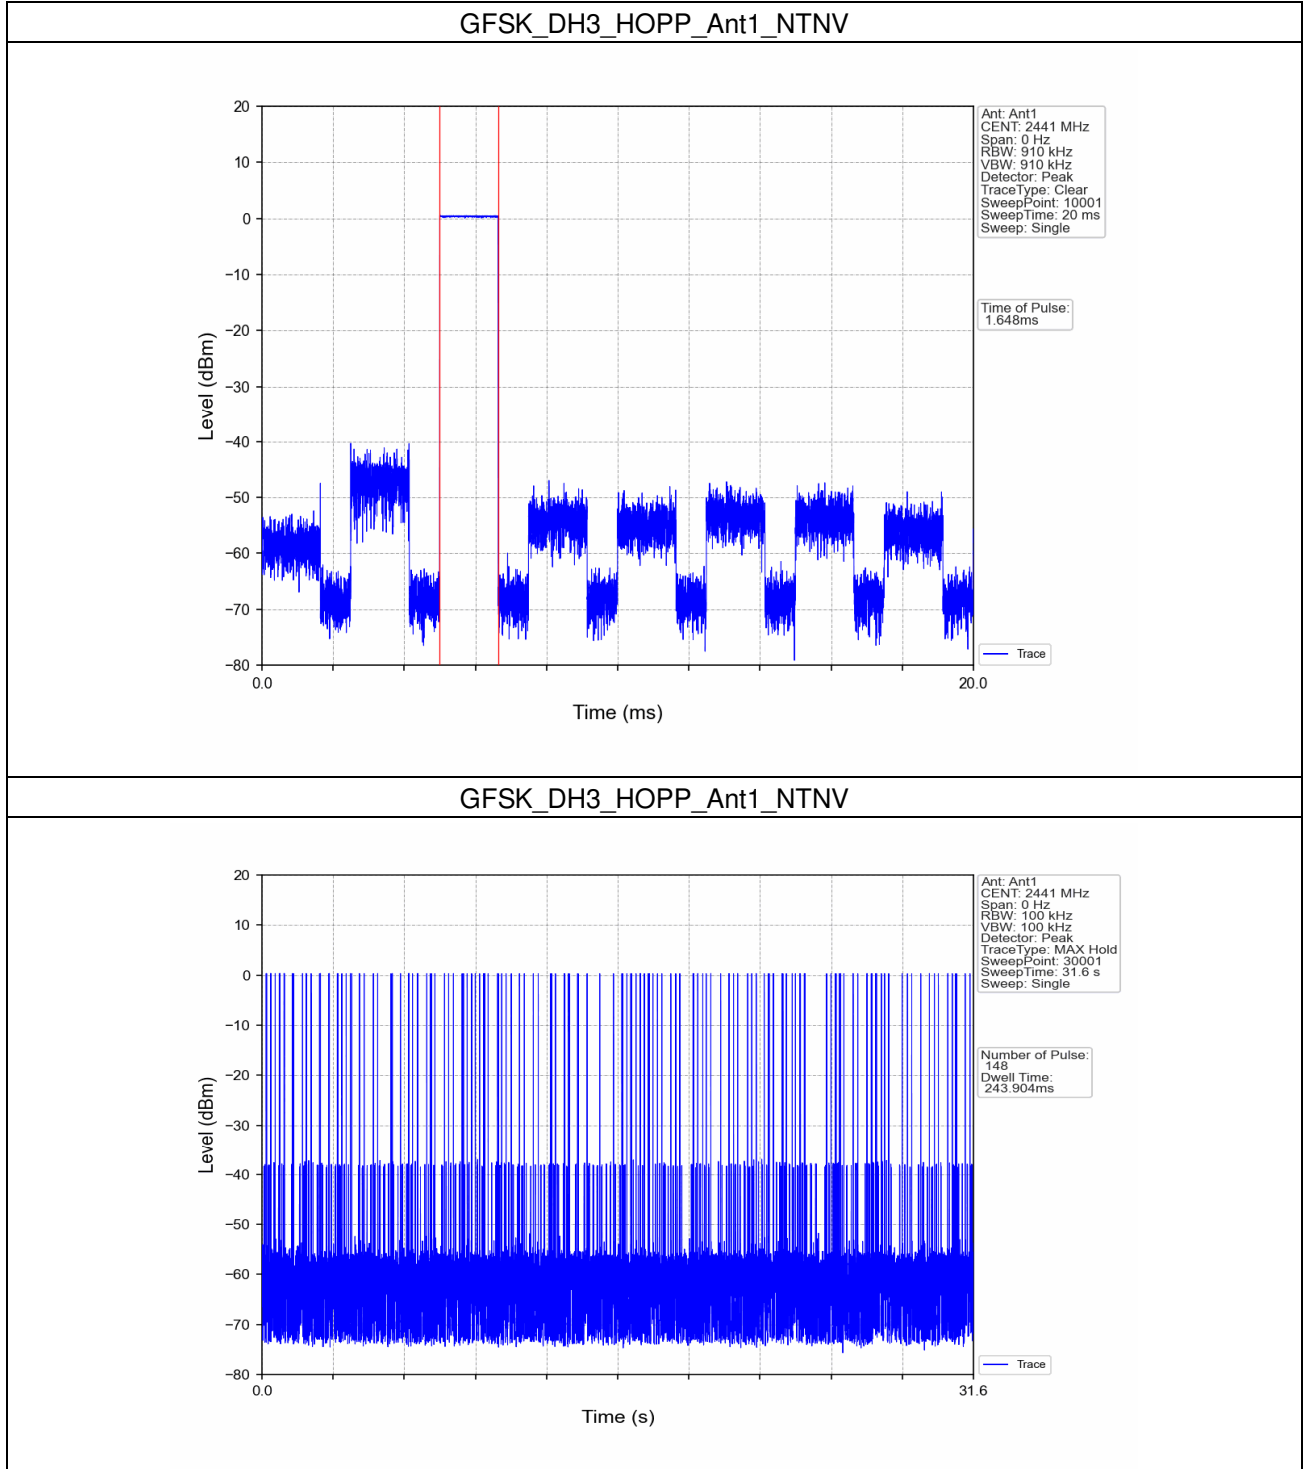 GFSK_DH3_HOPP_Ant1_NTNV
20
10
0
−10
−20
−30
−40
−50
−60
−70
−80
Level (dBm)
0.0
20.0
Time (ms)
Ant: Ant1
CENT: 2441 MHz
Span: 0 Hz
RBW: 910 kHz
VBW: 910 kHz
Detector: Peak
TraceType: Clear
SweepPoint: 10001
SweepTime: 20 ms
Sweep: Single
Time of Pulse:
1.648ms
Trace
GFSK_DH3_HOPP_Ant1_NTNV
20
10
0
−10
−20
−30
−40
−50
−60
−70
−80
Level (dBm)
0.0
31.6
Time (s)
Ant: Ant1
CENT: 2441 MHz
Span: 0 Hz
RBW: 100 kHz
VBW: 100 kHz
Detector: Peak
TraceType: MAX Hold
SweepPoint: 30001
SweepTime: 31.6 s
Sweep: Single
Number of Pulse:
148
Dwell Time:
243.904ms
Trace